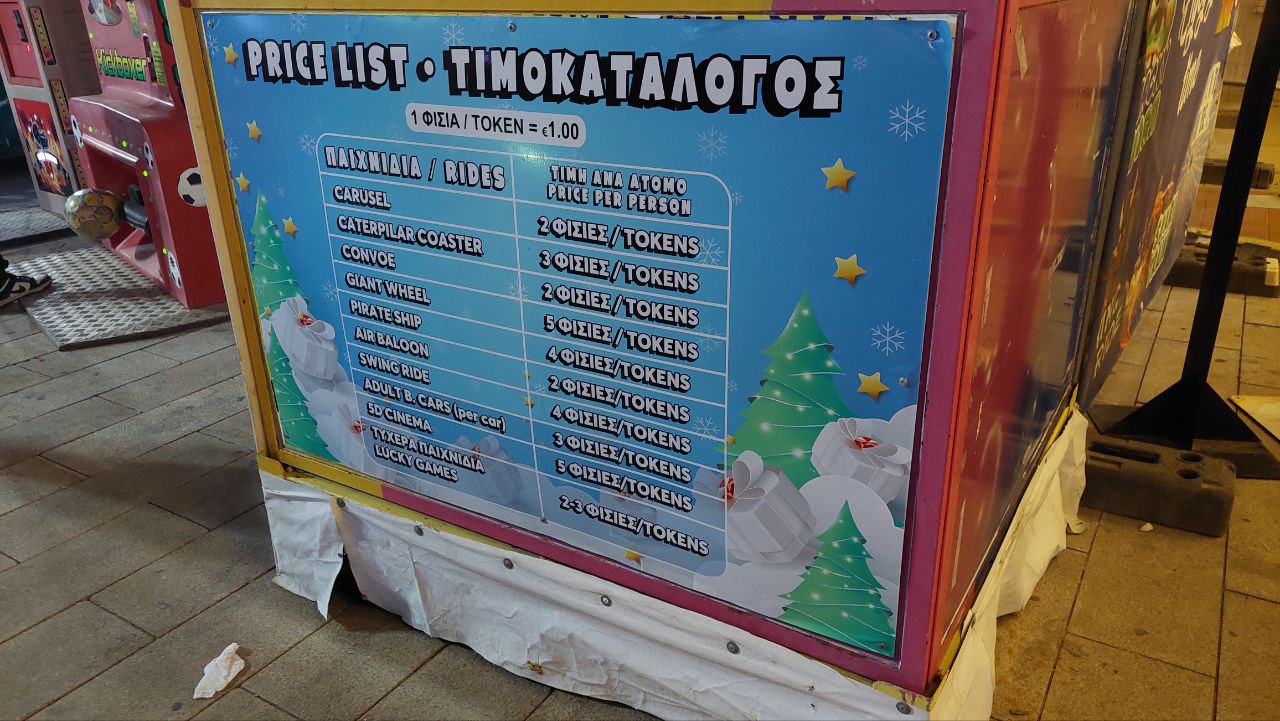 Kickboxer
PRICE LIST • ΤΙΜΟΚΑΤΑΛΟΓΟΣ
1 ΦΙΣΙΑ / TOKEN = €1.00
ΠΑΙΧΝΙΔΙΑ / RIDES
ΤΙΜΗ ΑΝΑ ΑΤΟΜΟ
PRICE PER PERSON
CARUSEL 2 ΦΙΣΙΕΣ / TOKENS
CATERPILAR COASTER 3 ΦΙΣΙΕΣ / TOKENS
CONVOE 2 ΦΙΣΙΕΣ / TOKENS
GIANT WHEEL 5 ΦΙΣΙΕΣ / TOKENS
PIRATE SHIP 4 ΦΙΣΙΕΣ /TOKENS
AIR BALOON 2 ΦΙΣΙΕΣ /TOKENS
SWING RIDE 4 ΦΙΣΙΕΣ /TOKENS
ADULT B. CARS (per car) 3 ΦΙΣΙΕΣ/TOKENS
5D CINEMA 5 ΦΙΣΙΕΣ/TOKENS
ΤΥΧΕΡΑ ΠΑΙΧΝΙΔΙΑ
LUCKY GAMES 2-3 ΦΙΣΙΕΣ/TOKENS